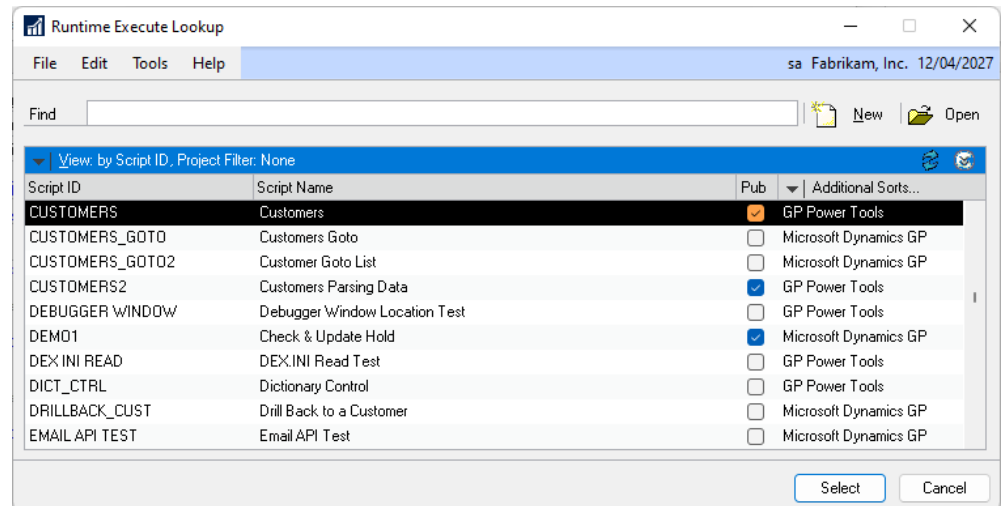 Runtime Execute Lookup
File Edit Tools Help sa Fabrikam, Inc. 12/04/2027
Find New Open
View: by Script ID, Project Filter: None
Script ID Script Name Pub Additional Sorts...
CUSTOMERS Customers GP Power Tools
CUSTOMERS_GOTO Customers Goto Microsoft Dynamics GP
CUSTOMERS_GOTO2 Customer Goto List Microsoft Dynamics GP
CUSTOMERS2 Customers Parsing Data GP Power Tools
DEBUGGER WINDOW Debugger Window Location Test GP Power Tools
DEMO1 Check & Update Hold Microsoft Dynamics GP
DEX INI READ DEX.INI Read Test GP Power Tools
DICT_CTRL Dictionary Control GP Power Tools
DRILLBACK_CUST Drill Back to a Customer Microsoft Dynamics GP
EMAIL API TEST Email API Test Microsoft Dynamics GP
Select Cancel